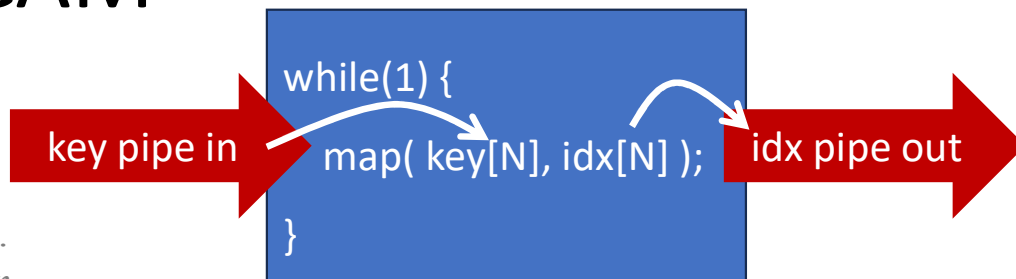 while(1) {
key pipe in
map( key[N], idx[N] );
idx pipe out
}